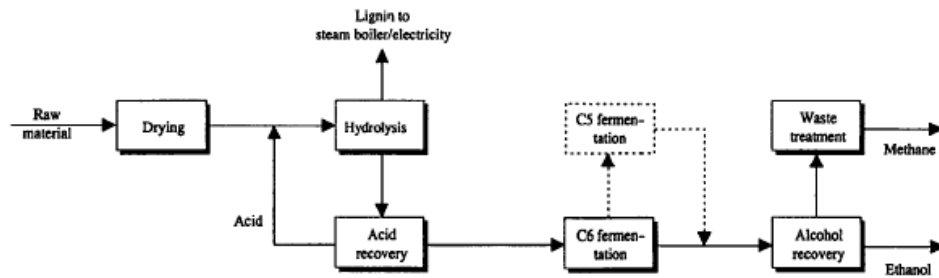 Lignin to
steam boiler/electricity
Raw
material
Drying
Hydrolysis
C5 fermen-
tation
Waste
treatment
Methane
Acid
Acid
recovery
C6 fermen-
tation
Alcohol
recovery
Ethanol